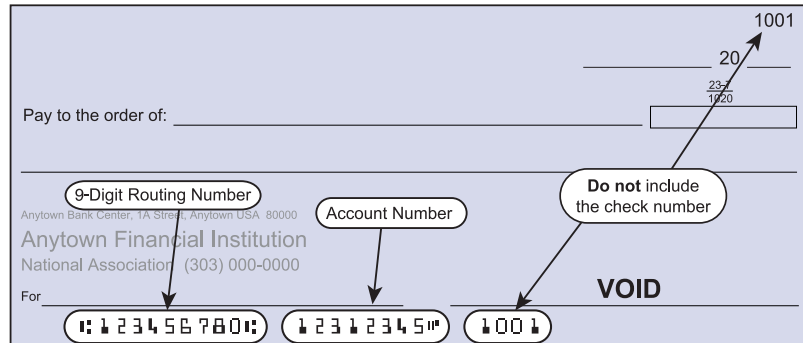 1001
20
23-7
1020
Pay to the order of:
9-Digit Routing Number
Do not include
the check number
Account Number
Anytown Bank Center, 1A Street, Anytown USA 80000
Anytown Financial Institution
National Association (303) 000-0000
VOID
For
⑆123456780⑆ 12312345⑈ 1001